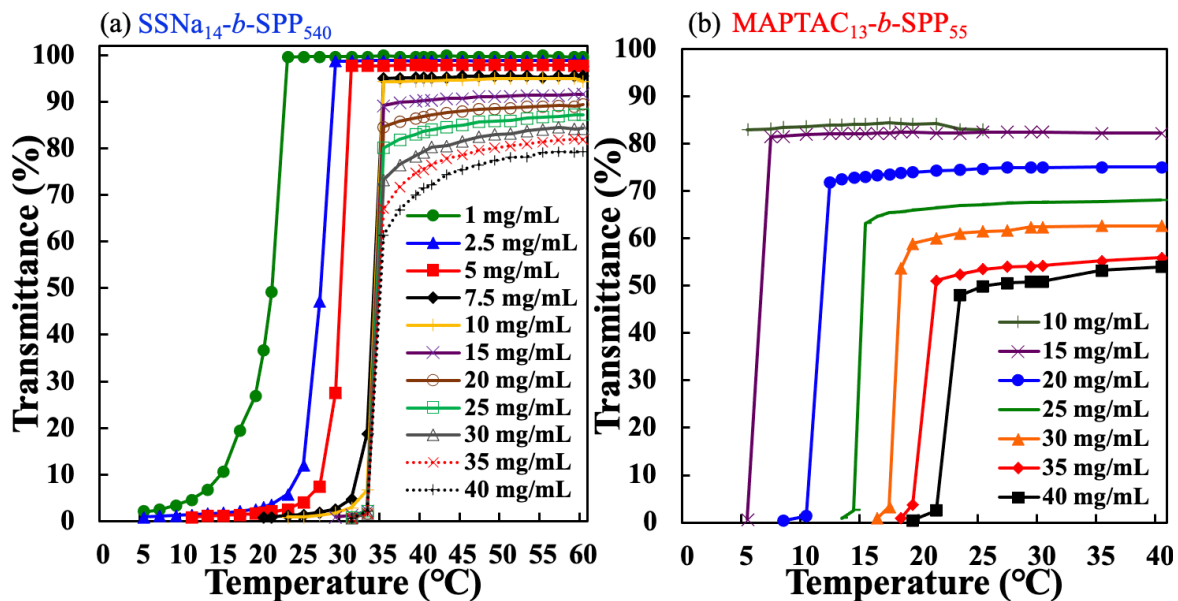 (a) SSNa14-b-SPP540
Transmittance (%)
100
90
80
70
60
50
40
30
20
10
0
1 mg/mL
2.5 mg/mL
5 mg/mL
7.5 mg/mL
10 mg/mL
15 mg/mL
20 mg/mL
25 mg/mL
30 mg/mL
35 mg/mL
40 mg/mL
0 5 10 15 20 25 30 35 40 45 50 55 60
Temperature (°C)
(b) MAPTAC13-b-SPP55
Transmittance (%)
100
90
80
70
60
50
40
30
20
10
0
10 mg/mL
15 mg/mL
20 mg/mL
25 mg/mL
30 mg/mL
35 mg/mL
40 mg/mL
0 5 10 15 20 25 30 35 40
Temperature (°C)